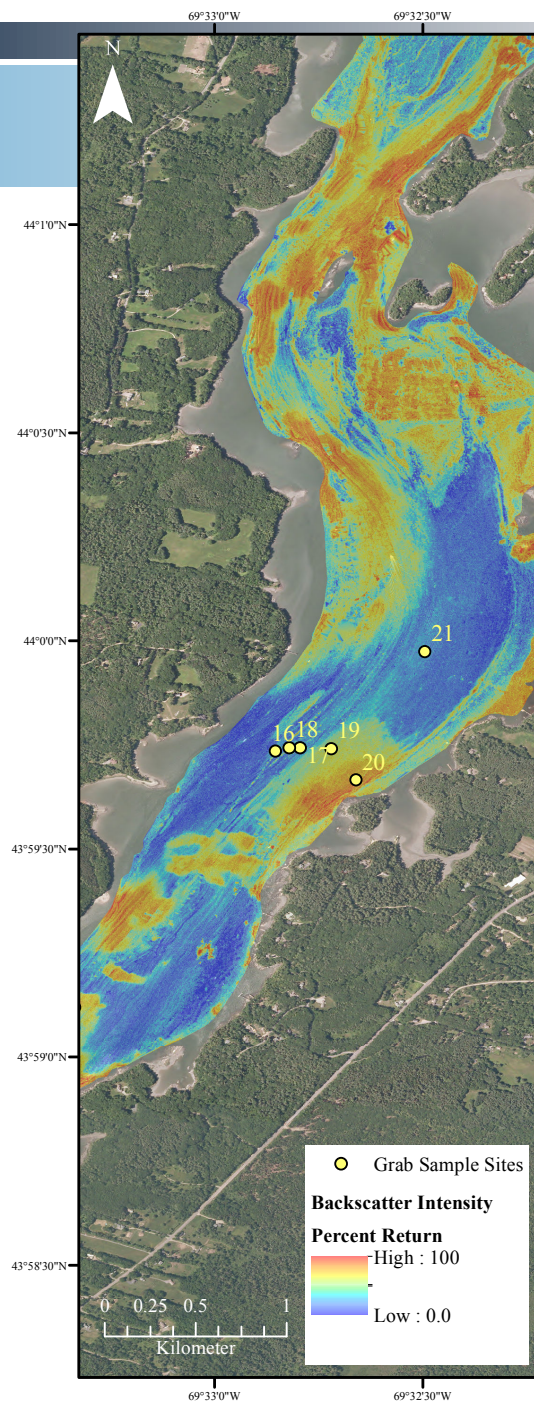 69°33'0"W 69°32'30"W
N
44°1'0"N
44°0'30"N
44°0'0"N
21
16 18 19
17
20
43°59'30"N
43°59'0"N
Grab Sample Sites
Backscatter Intensity
Percent Return
High : 100
43°58'30"N
Low : 0.0
0 0.25 0.5 1
Kilometer
69°33'0"W 69°32'30"W